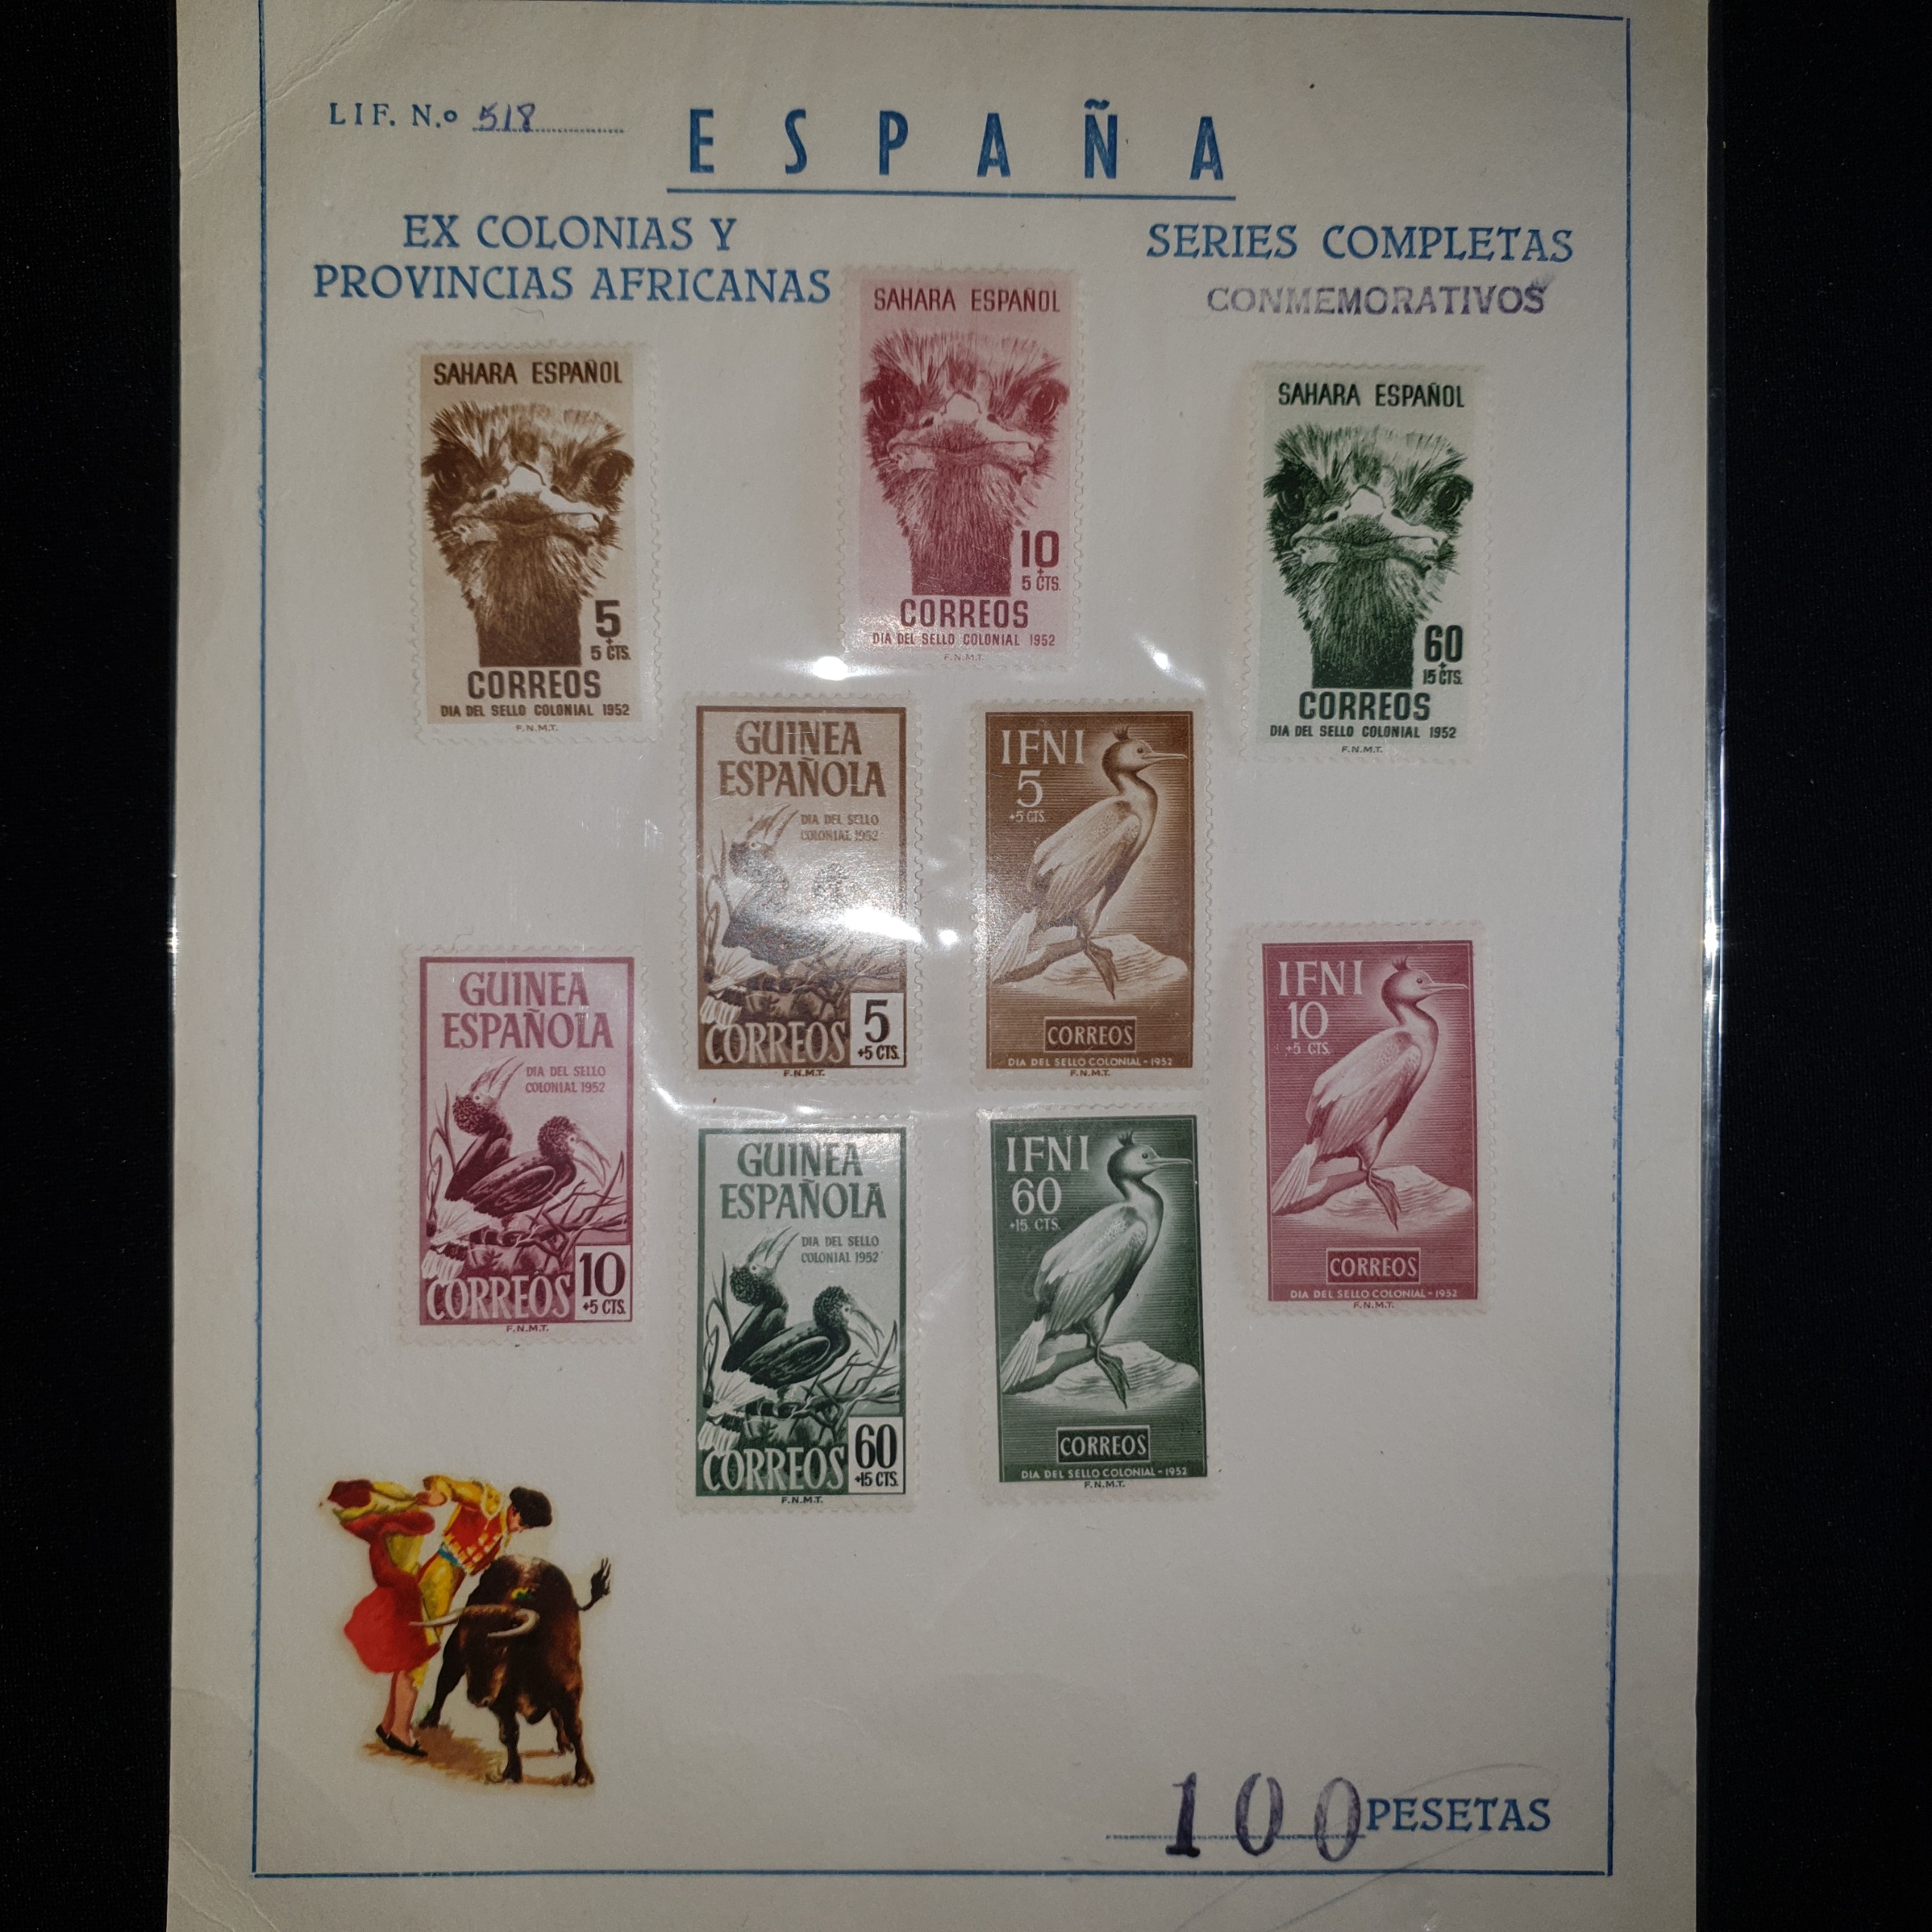 LIF. N.º 518
ESPAÑA
EX COLONIAS Y
PROVINCIAS AFRICANAS
SERIES COMPLETAS
CONMEMORATIVOS
SAHARA ESPAÑOL
5
+
5 CTS.
CORREOS
DIA DEL SELLO COLONIAL 1952
F.N.M.T.
SAHARA ESPAÑOL
10
+
5 CTS.
CORREOS
DIA DEL SELLO COLONIAL 1952
F.N.M.T.
SAHARA ESPAÑOL
60
+
15 CTS.
CORREOS
DIA DEL SELLO COLONIAL 1952
F.N.M.T.
GUINEA
ESPAÑOLA
DIA DEL SELLO
COLONIAL 1952
CORREOS 5
+5 CTS.
F.N.M.T.
IFNI
5
+5 CTS.
CORREOS
DIA DEL SELLO COLONIAL - 1952
F.N.M.T.
GUINEA
ESPAÑOLA
DIA DEL SELLO
COLONIAL 1952
CORREOS 10
+5 CTS.
F.N.M.T.
IFNI
10
+5 CTS.
CORREOS
DIA DEL SELLO COLONIAL - 1952
F.N.M.T.
GUINEA
ESPAÑOLA
DIA DEL SELLO
COLONIAL 1952
CORREOS 60
+15 CTS.
F.N.M.T.
IFNI
60
+15 CTS.
CORREOS
DIA DEL SELLO COLONIAL - 1952
F.N.M.T.
100 PESETAS